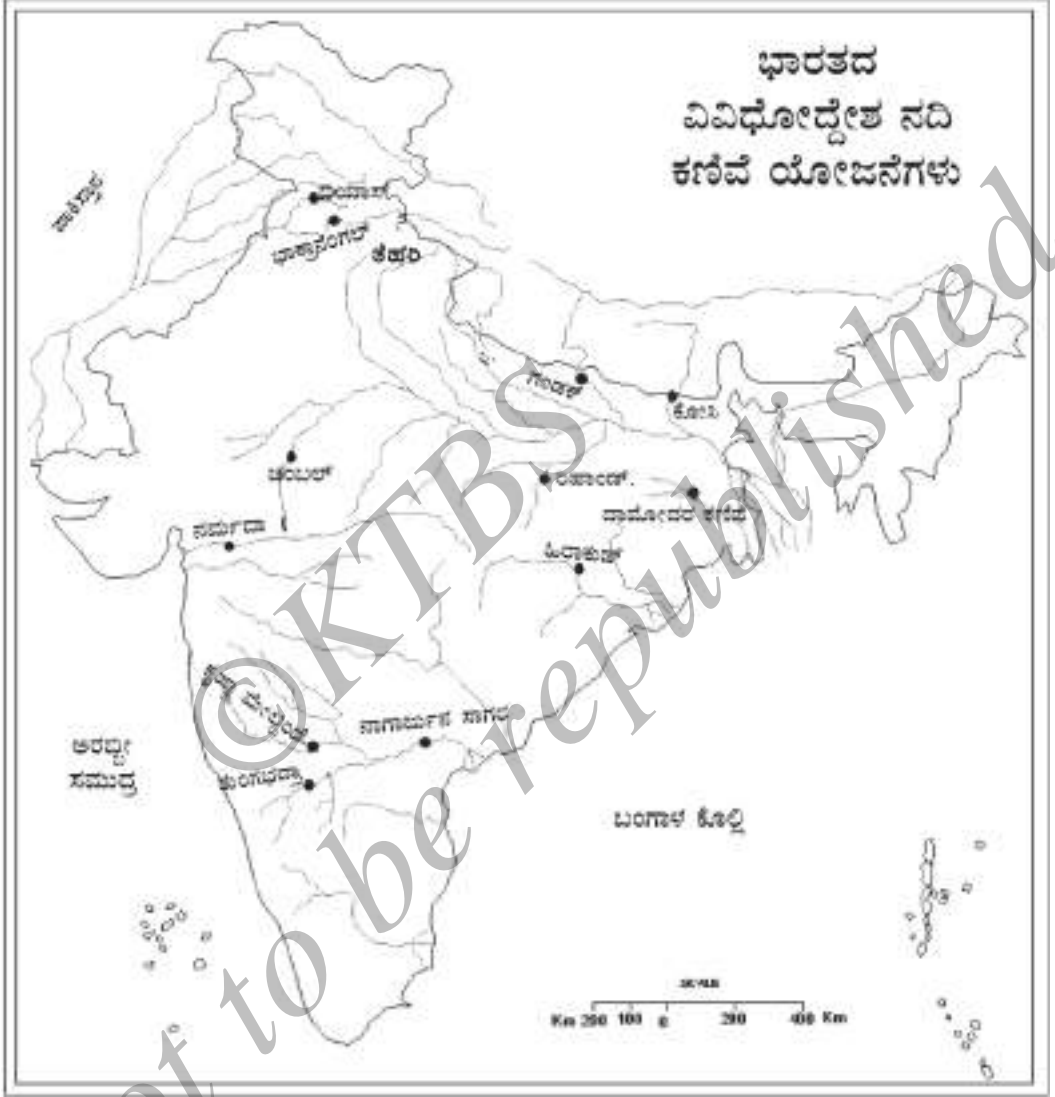 ಭಾರತದ
ವಿವಿಧೋದ್ದೇಶ ನದಿ
ಕಣಿವೆ ಯೋಜನೆಗಳು
ಪಾಕಿಸ್ತಾನ
ಬಿಯಾಸ್
ಭಾಕ್ರಾನಂಗಲ್
ತೆಹರಿ
ಗಂಡಕ್
ಕೋಸಿ
ಚಂಬಲ್
ರಿಹಾಂಡ್.
ದಾಮೋದರ ಕಣಿವೆ
ನರ್ಮದಾ
ಹಿರಾಕುಡ್
ಕೃಷ್ಣಾ ಮೇಲ್ದಂಡೆ
ನಾಗಾರ್ಜುನ ಸಾಗರ
ತುಂಗಭದ್ರಾ
ಅರಬ್ಬೀ
ಸಮುದ್ರ
ಬಂಗಾಳ ಕೊಲ್ಲಿ
SCALE
Km 200 100 0 200 400 Km
©KTBS
not to be republished